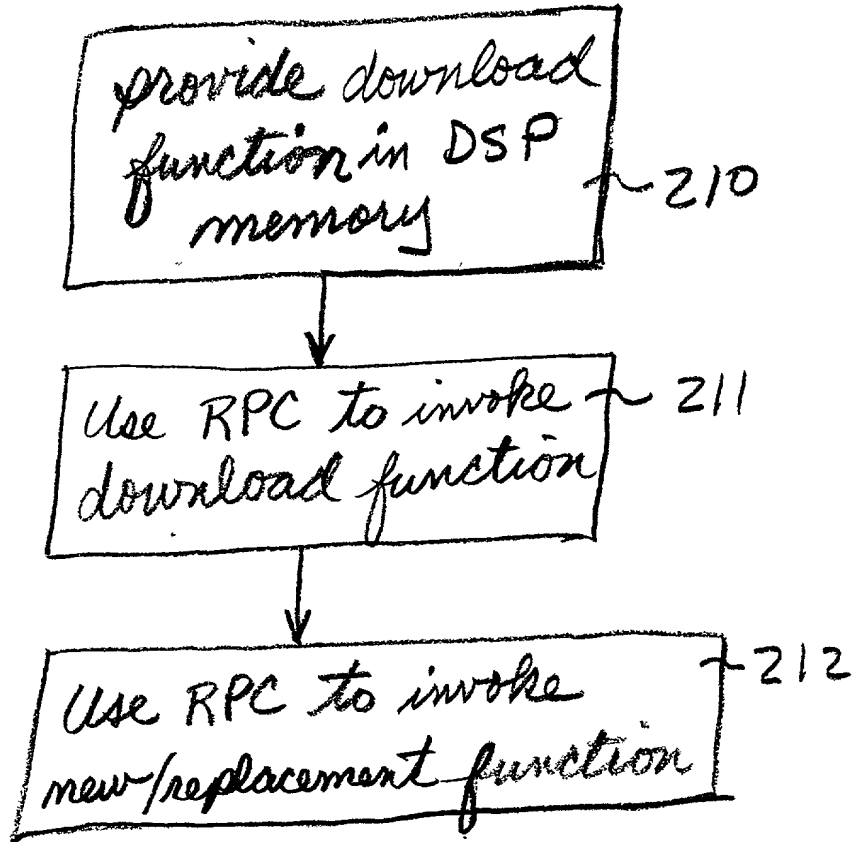 provide download
function in DSP
memory
210
Use RPC to invoke
211
download function
Use RPC to invoke
212
new/replacement function